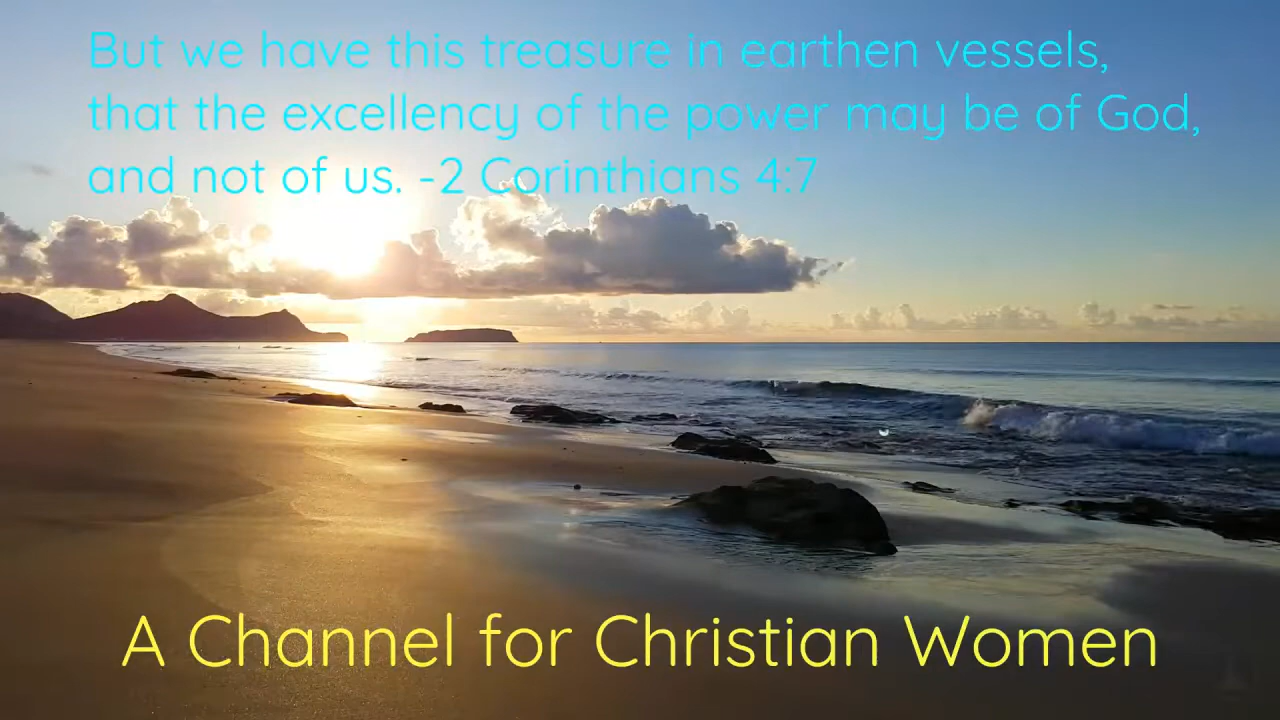 But we have this treasure in earthen vessels,
that the excellency of the power may be of God,
and not of us. -2 Corinthians 4:7
A Channel for Christian Women